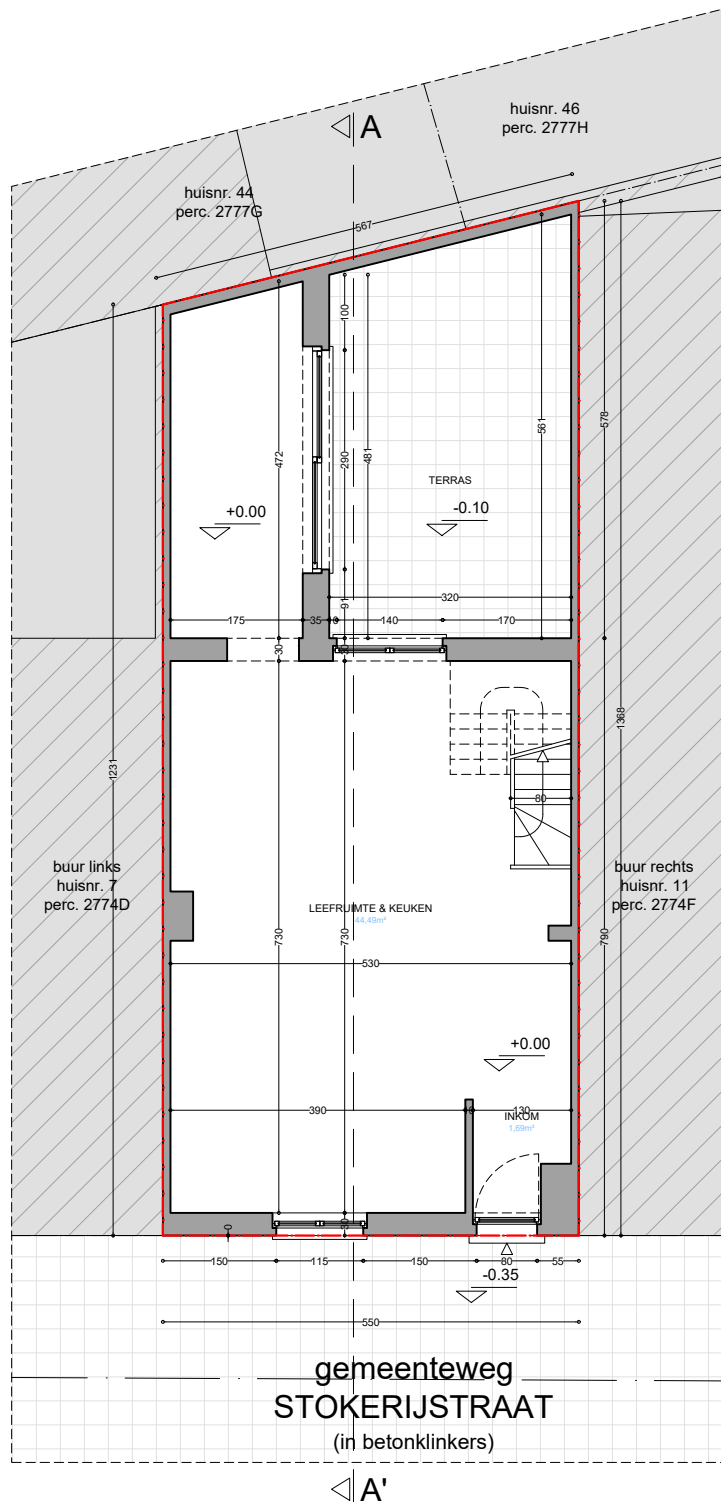 A
huisnr. 46
perc. 2777H
huisnr. 44
perc. 2777G
567
100
472
290
481
561
578
TERRAS
+0.00
-0.10
91
320
175
35
140
170
30
30
1231
1368
80
buur links
huisnr. 7
perc. 2774D
buur rechts
huisnr. 11
perc. 2774F
LEEFRUIMTE & KEUKEN
44,49m²
730
730
790
530
+0.00
390
130
INKOM
1,69m²
30
150
115
150
80
55
-0.35
550
gemeenteweg
STOKERIJSTRAAT
(in betonklinkers)
A'